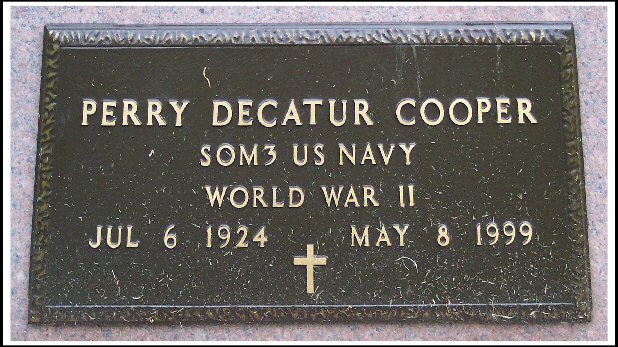 PERRY DECATUR COOPER
SOM3 US NAVY
WORLD WAR II
JUL 6 1924 MAY 8 1999